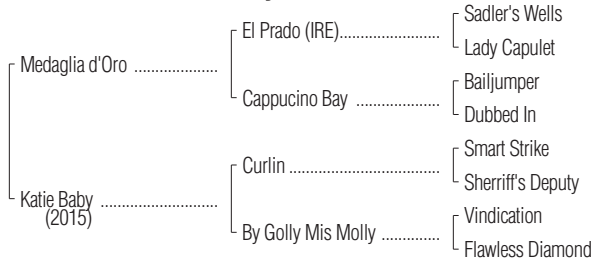 Sadler's Wells
El Prado (IRE)....................
Lady Capulet
Medaglia d'Oro .................
Bailjumper
Cappucino Bay .................
Dubbed In
Smart Strike
Curlin ..............................
Sherriff's Deputy
Katie Baby ........................
(2015)
Vindication
By Golly Mis Molly ............
Flawless Diamond